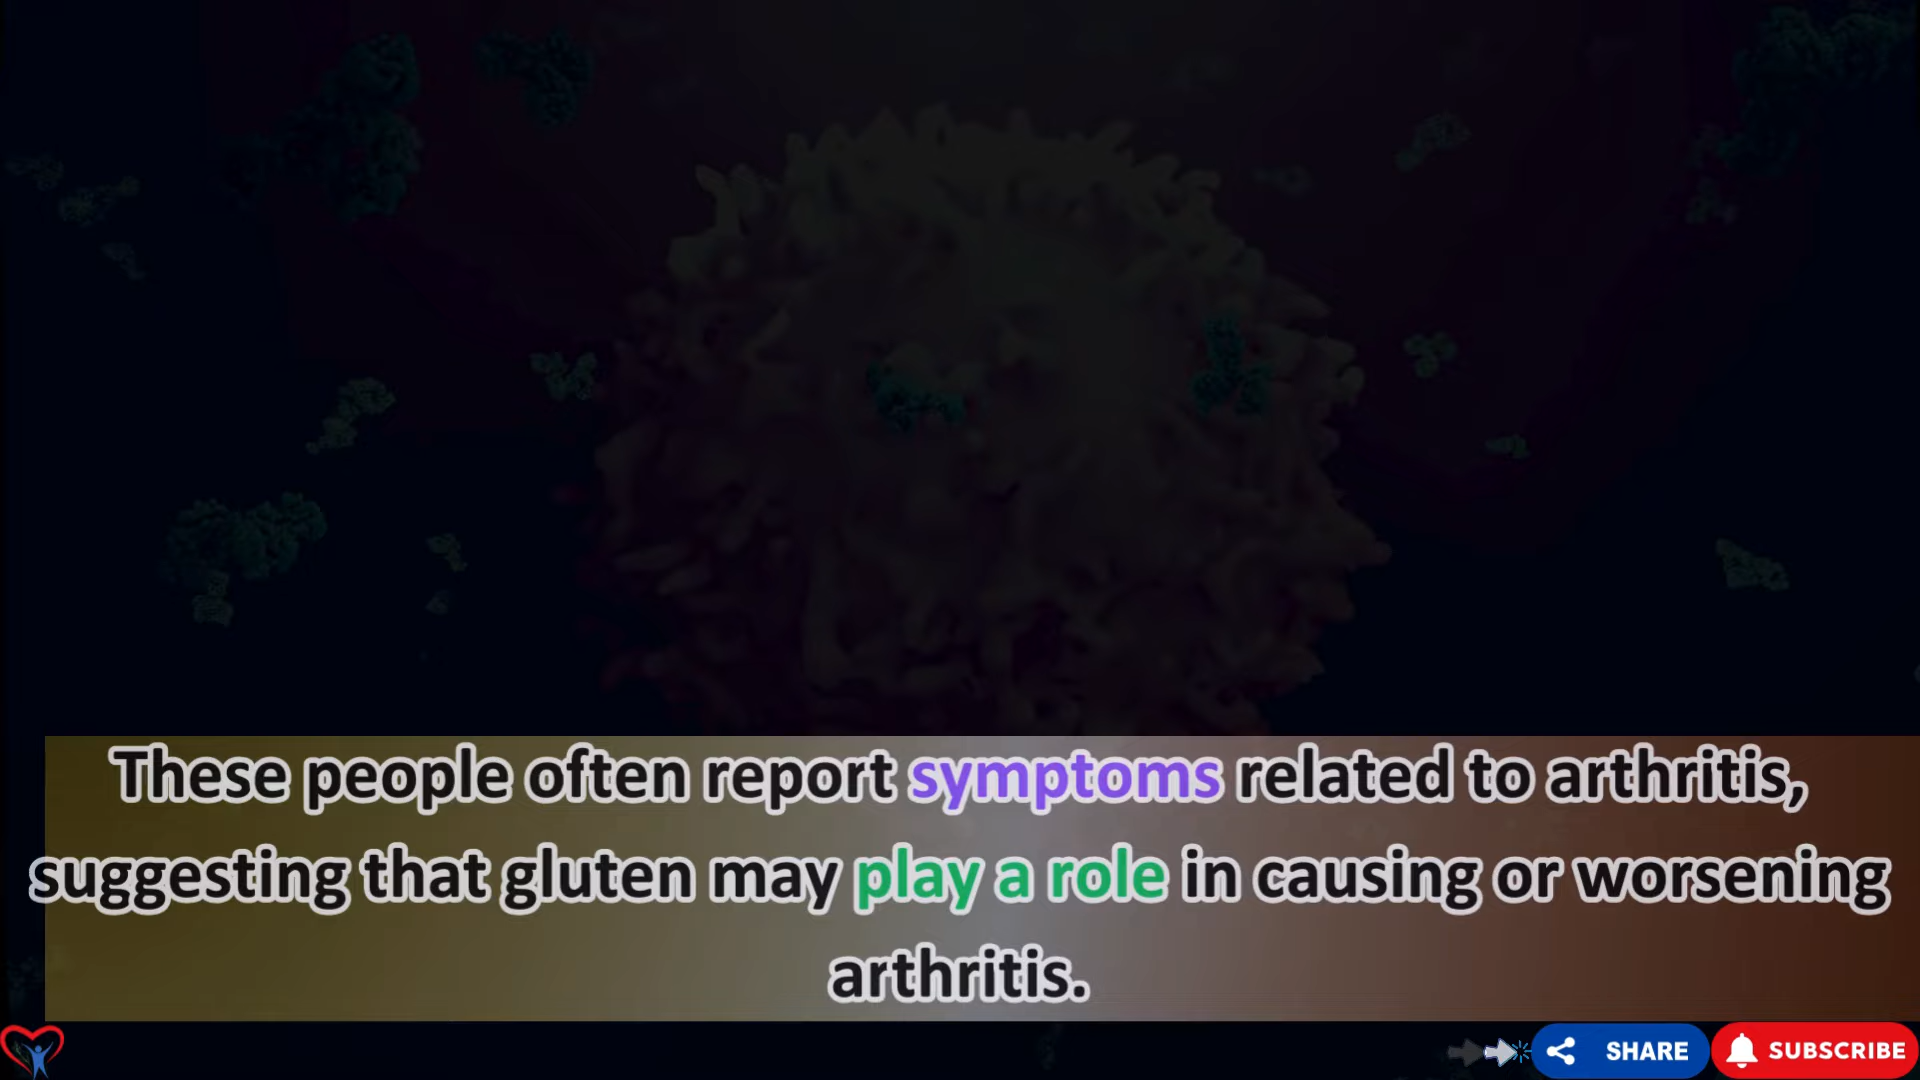 These people often report symptoms related to arthritis,
suggesting that gluten may play a role in causing or worsening
arthritis.
SHARE
SUBSCRIBE